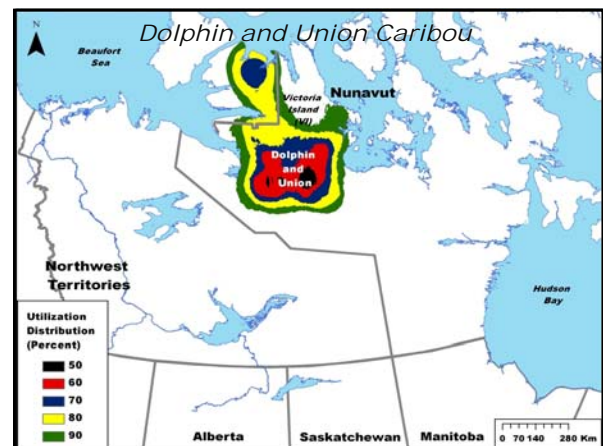 Dolphin and Union Caribou
N
Beaufort
Sea
Victoria
Island
(VI)
Nunavut
Dolphin
and
Union
Northwest
Territories
Hudson
Bay
Utilization
Distribution
(Percent)
50
60
70
80
90
Alberta
Saskatchewan
Manitoba
0 70 140 280 Km